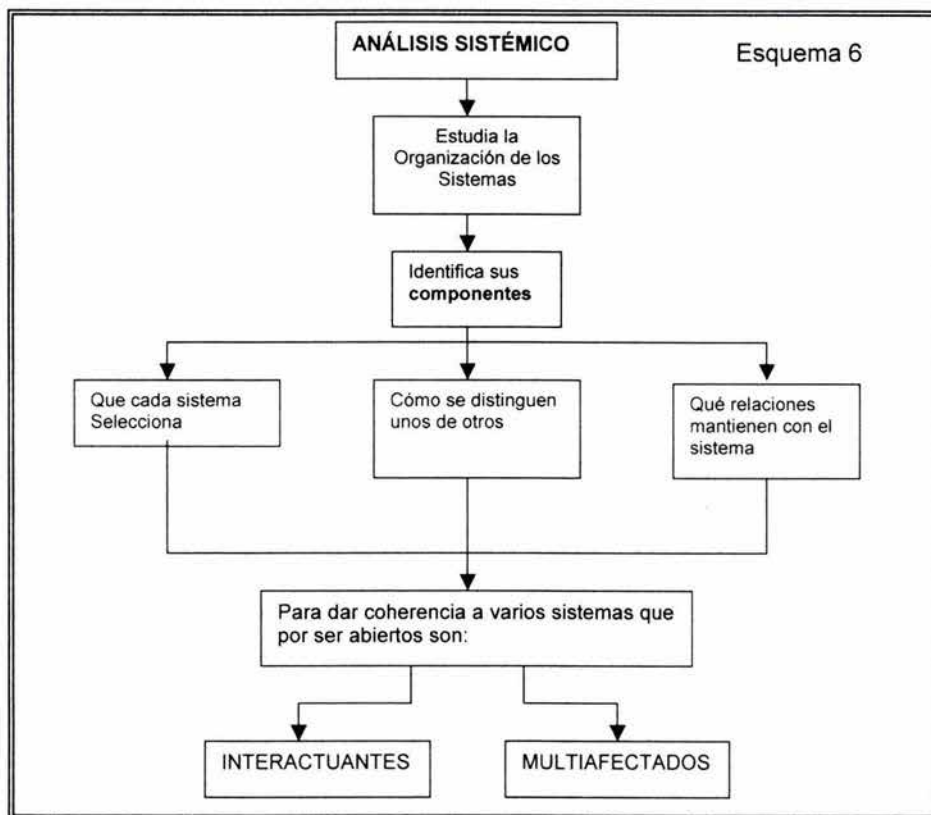 ANÁLISIS SISTÉMICO
Esquema 6
Estudia la
Organización de los
Sistemas
Identifica sus
componentes
Que cada sistema
Selecciona
Cómo se distinguen
unos de otros
Qué relaciones
mantienen con el
sistema
Para dar coherencia a varios sistemas que
por ser abiertos son:
INTERACTUANTES
MULTIAFECTADOS